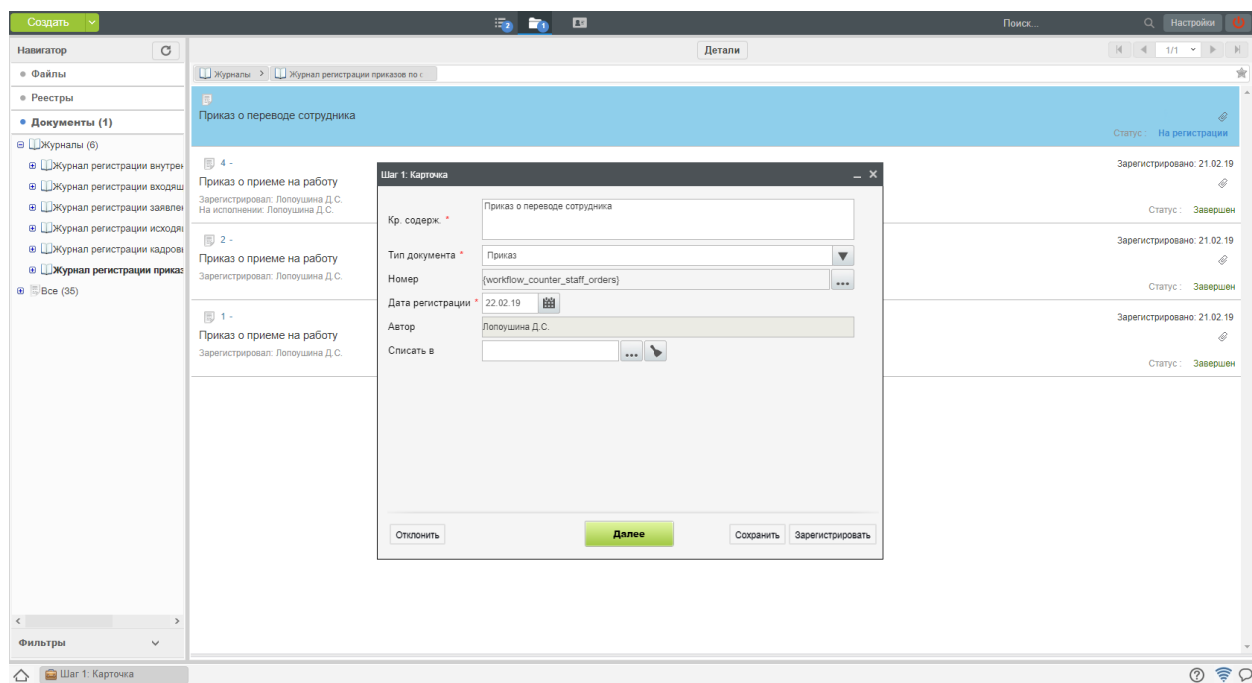 Создать
2
1
Поиск...
Настройки
Навигатор
Детали
1/1
Файлы
Журналы
Журнал регистрации приказов по с
Реестры
Документы (1)
Журналы (6)
Журнал регистрации внутрен
Журнал регистрации входящ
Журнал регистрации заявлен
Журнал регистрации исходящ
Журнал регистрации кадровы
Журнал регистрации приказ
Все (35)
Фильтры
Приказ о переводе сотрудника
Статус : На регистрации
4 -
Зарегистрировано: 21.02.19
Приказ о приеме на работу
Зарегистрировал: Лопоушина Д.С.
На исполнении: Лопоушина Д.С.
Статус : Завершен
2 -
Зарегистрировано: 21.02.19
Приказ о приеме на работу
Зарегистрировал: Лопоушина Д.С.
Статус : Завершен
1 -
Зарегистрировано: 21.02.19
Приказ о приеме на работу
Зарегистрировал: Лопоушина Д.С.
Статус : Завершен
Шаг 1: Карточка
Кр. содерж. *
Приказ о переводе сотрудника
Тип документа * Приказ
Номер {workflow_counter_staff_orders} ...
Дата регистрации * 22.02.19
Автор Лопоушина Д.С.
Списать в ...
Отклонить Далее Сохранить Зарегистрировать
Шаг 1: Карточка